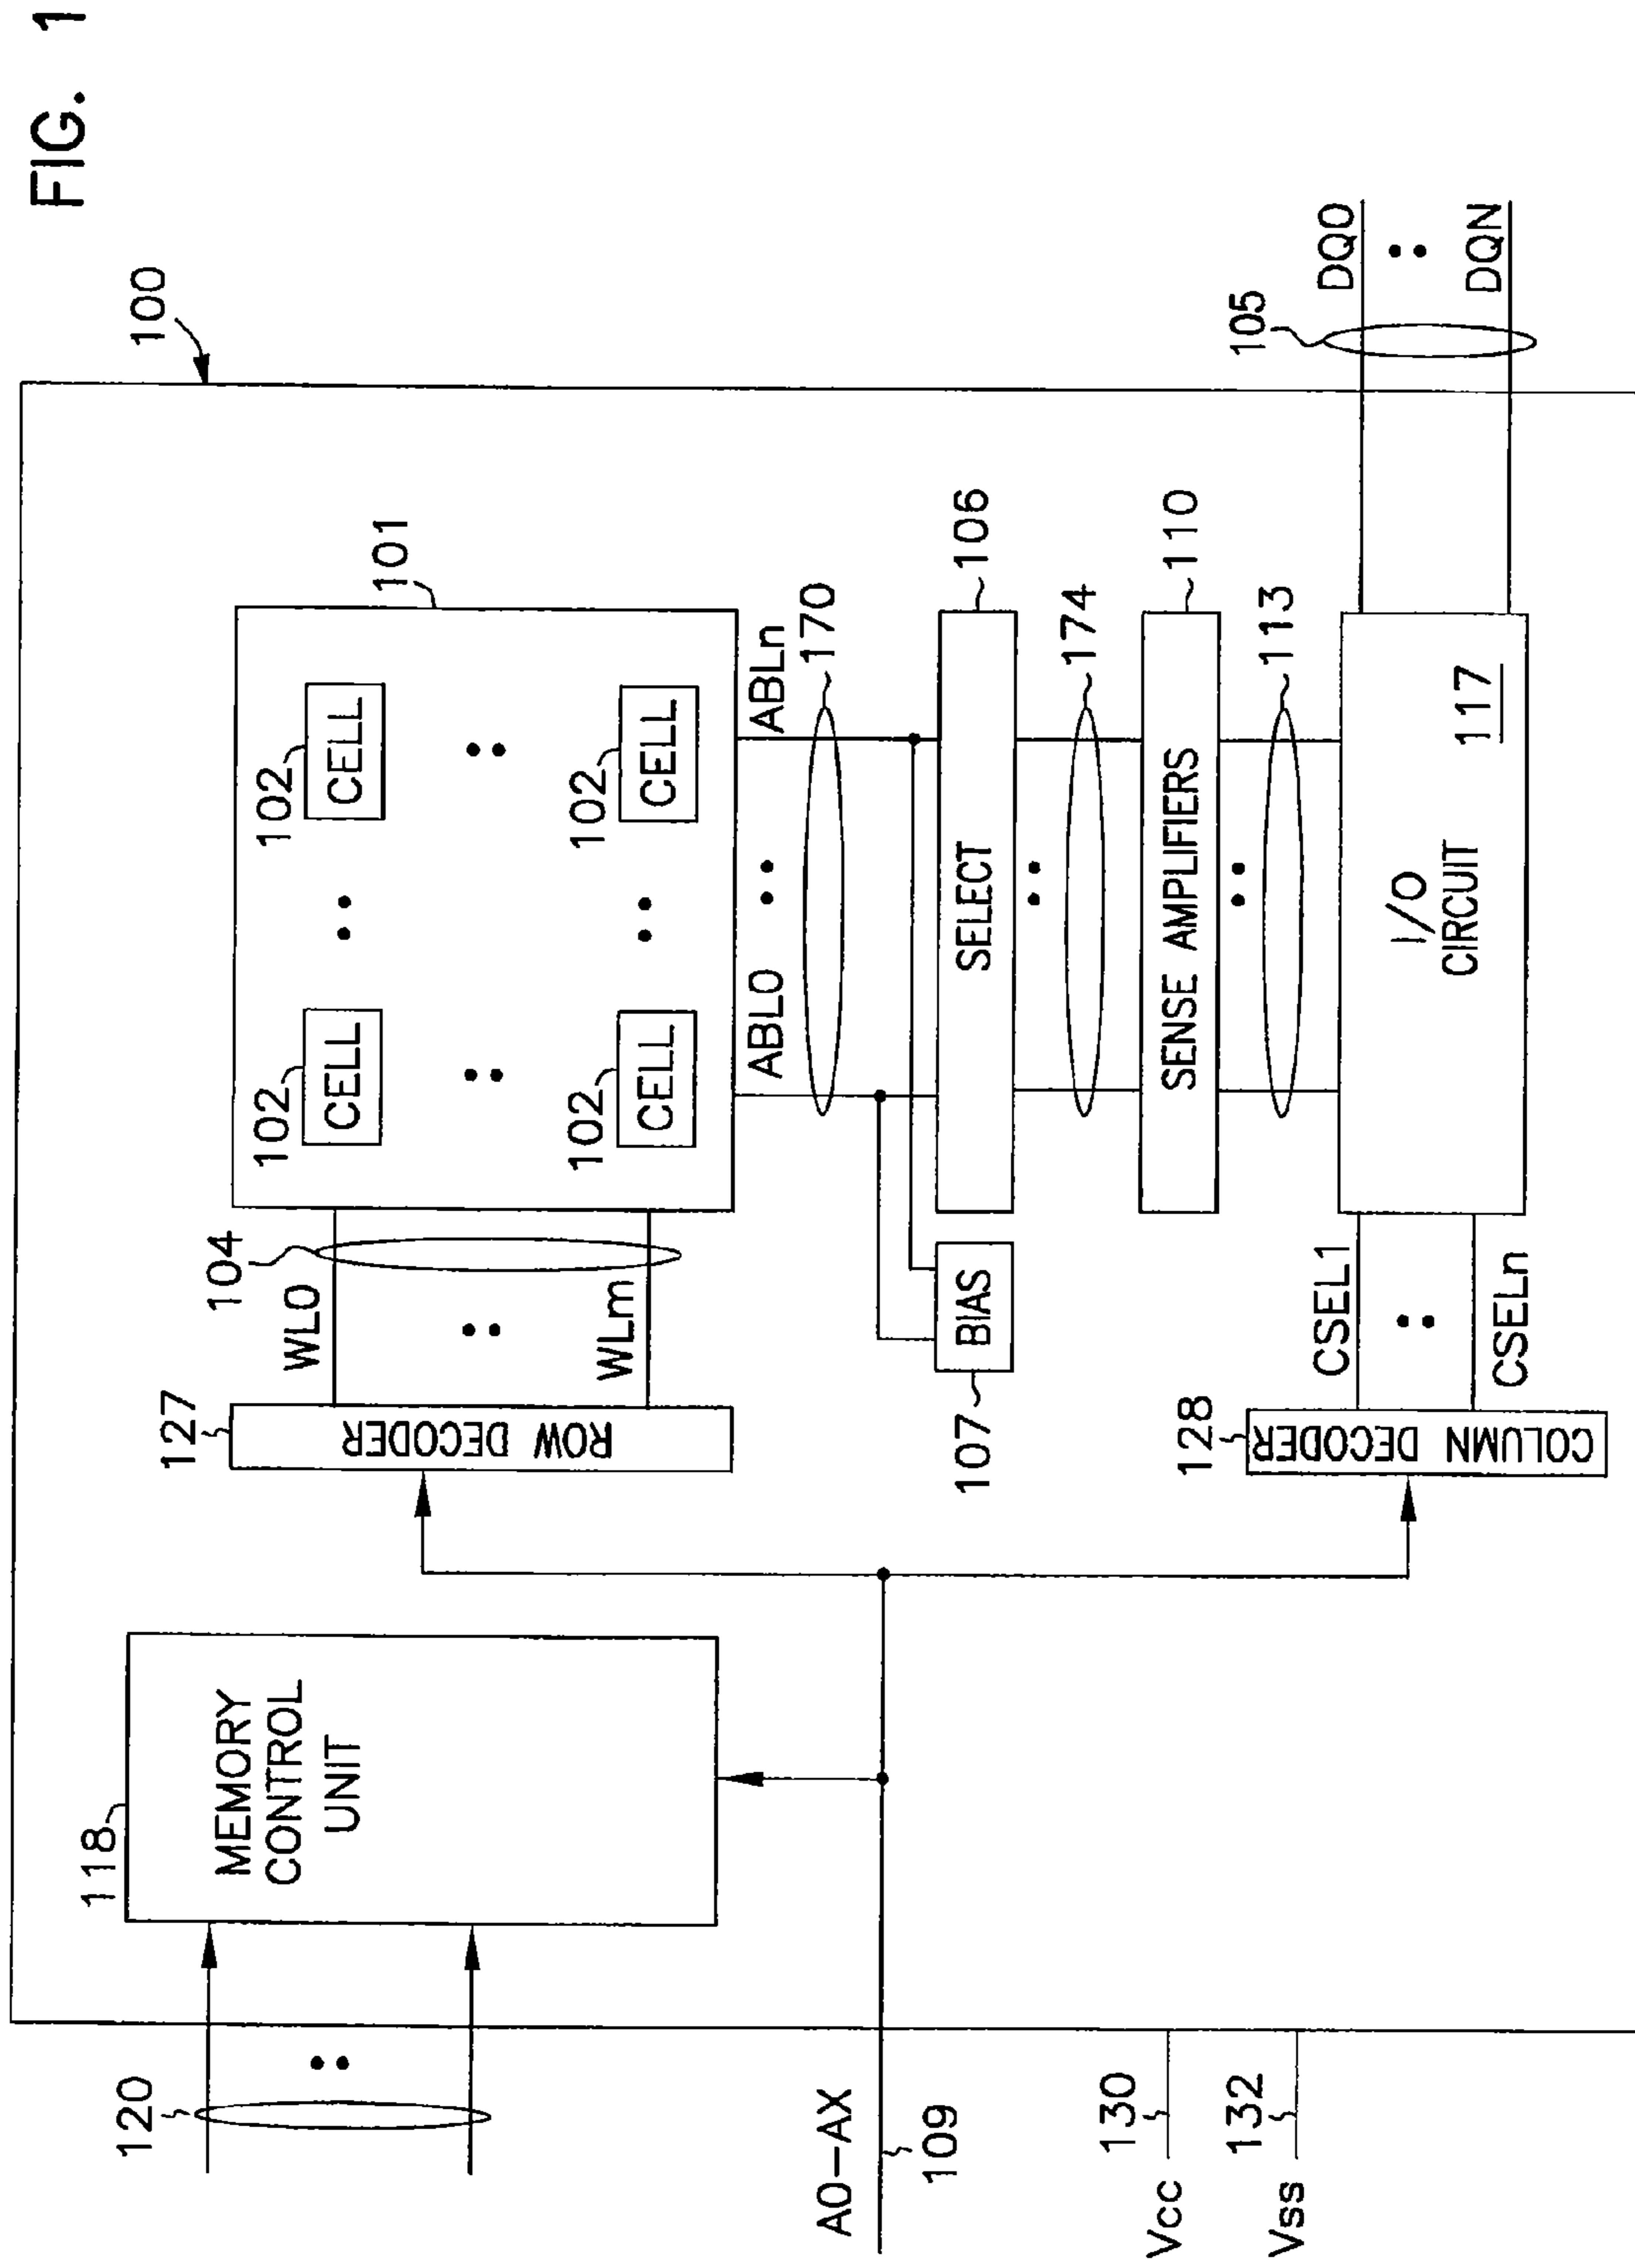 FIG. 1
100
120
118
MEMORY
CONTROL
UNIT
127
ROW DECODER
WL0
WLm
104
101
102
CELL
102
CELL
102
CELL
102
CELL
ABL0
ABLn
170
107
BIAS
SELECT
106
174
SENSE AMPLIFIERS
110
113
A0-AX
109
128
COLUMN DECODER
CSEL1
CSELn
I/O
CIRCUIT
117
105
DQ0
DQN
Vcc
130
Vss
132